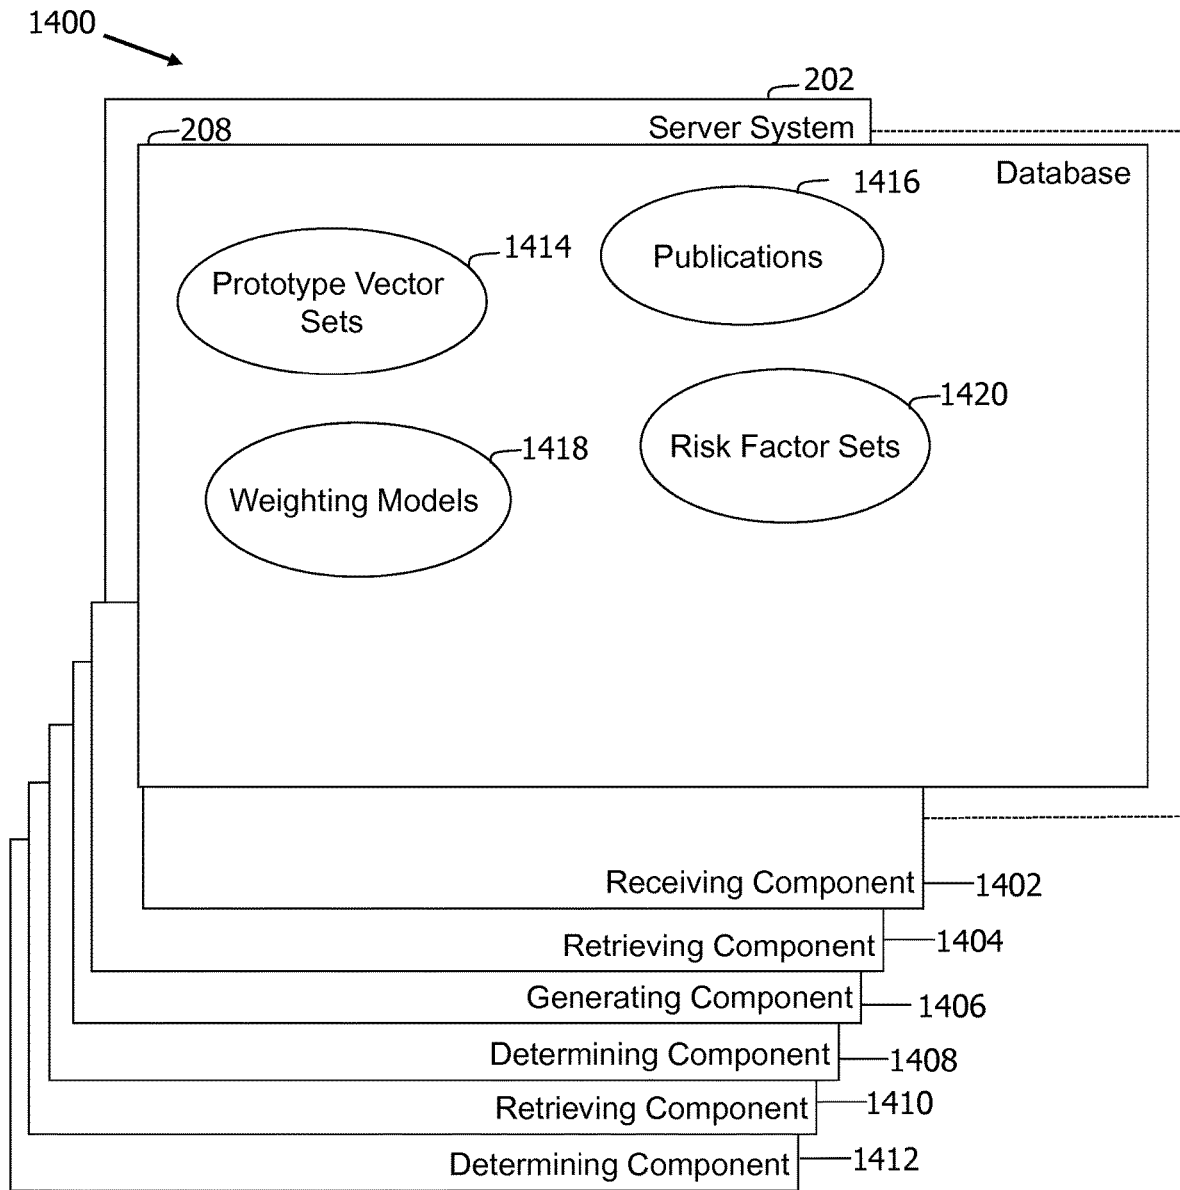 1400
202
Server System
208
Database
1416
Publications
1414
Prototype Vector
Sets
1420
Risk Factor Sets
1418
Weighting Models
Receiving Component
1402
Retrieving Component
1404
Generating Component
1406
Determining Component
1408
Retrieving Component
1410
Determining Component
1412